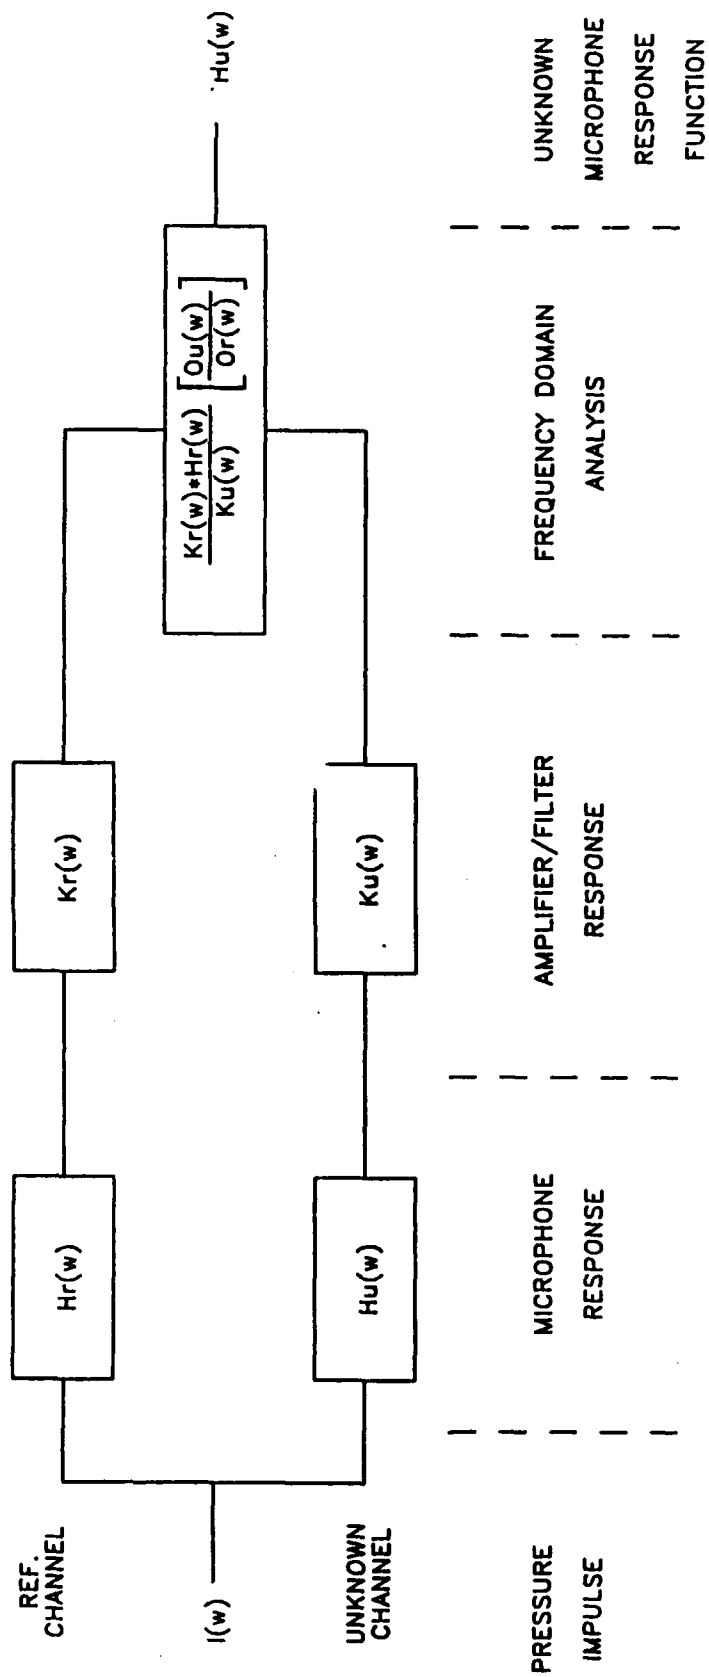 REF.
CHANNEL
Hr(w)
Kr(w)
I(w)
Kr(w)*Hr(w)
Ku(w)
[Ou(w)
Or(w)]
Hu(w)
UNKNOWN
CHANNEL
Hu(w)
Ku(w)
PRESSURE
IMPULSE
MICROPHONE
RESPONSE
AMPLIFIER/FILTER
RESPONSE
FREQUENCY DOMAIN
ANALYSIS
UNKNOWN
MICROPHONE
RESPONSE
FUNCTION